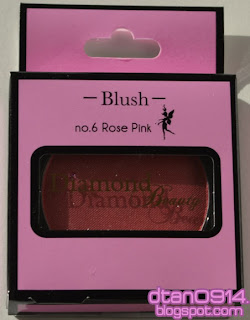 – Blush –
no.6 Rose Pink
Diamond
Diamond
Beauty
Beauty
dtan0914.
blogspot.com